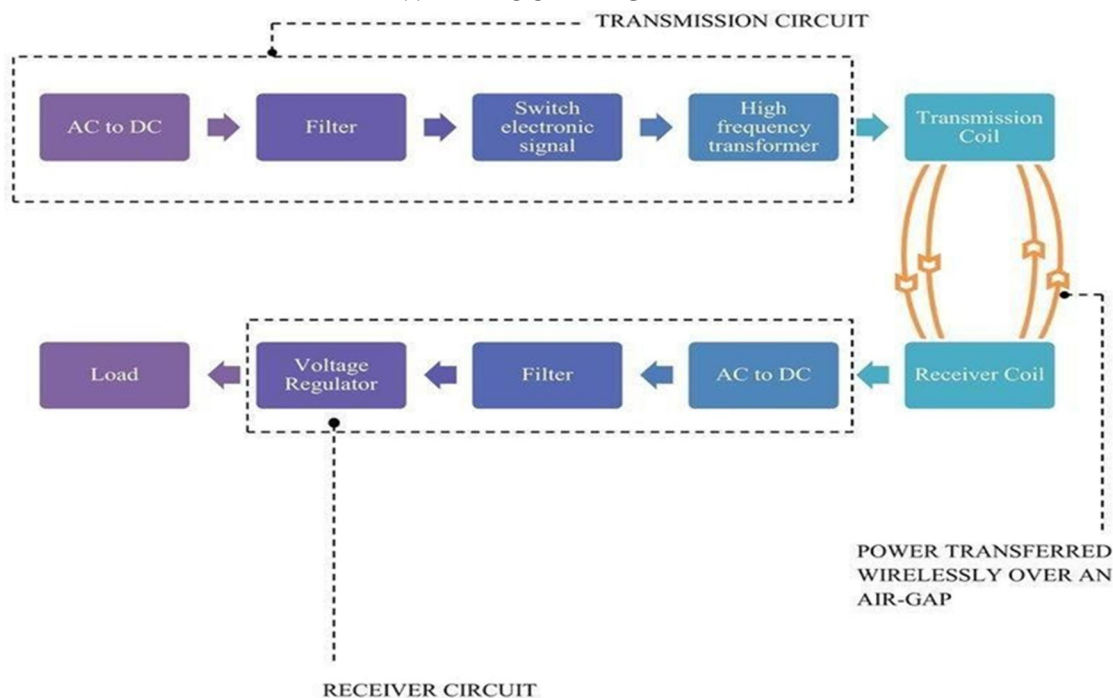 TRANSMISSION CIRCUIT
AC to DC
Filter
Switch
electronic
signal
High
frequency
transformer
Transmission
Coil
Load
Voltage
Regulator
Filter
AC to DC
Receiver Coil
POWER TRANSFERRED
WIRELESSLY OVER AN
AIR-GAP
RECEIVER CIRCUIT